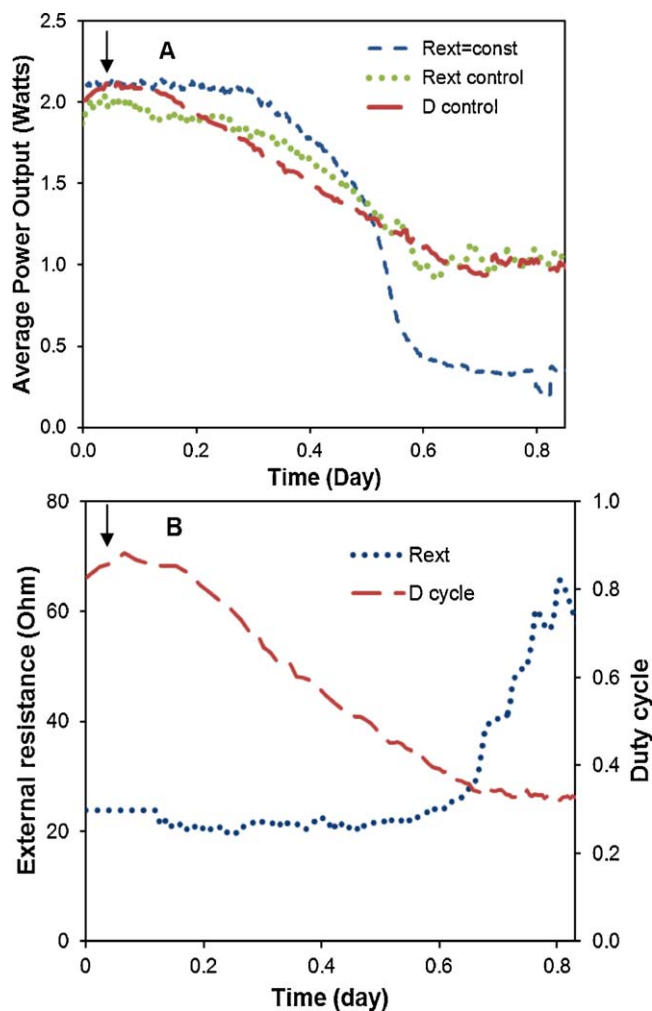 A
Rext=const
Rext control
D control
2.5
2.0
1.5
1.0
0.5
0.0
Average Power Output (Watts)
0.0 0.2 0.4 0.6 0.8
Time (Day)
B
Rext
D cycle
80
60
40
20
0
External resistance (Ohm)
1.0
0.8
0.6
0.4
0.2
0.0
Duty cycle
0 0.2 0.4 0.6 0.8
Time (day)